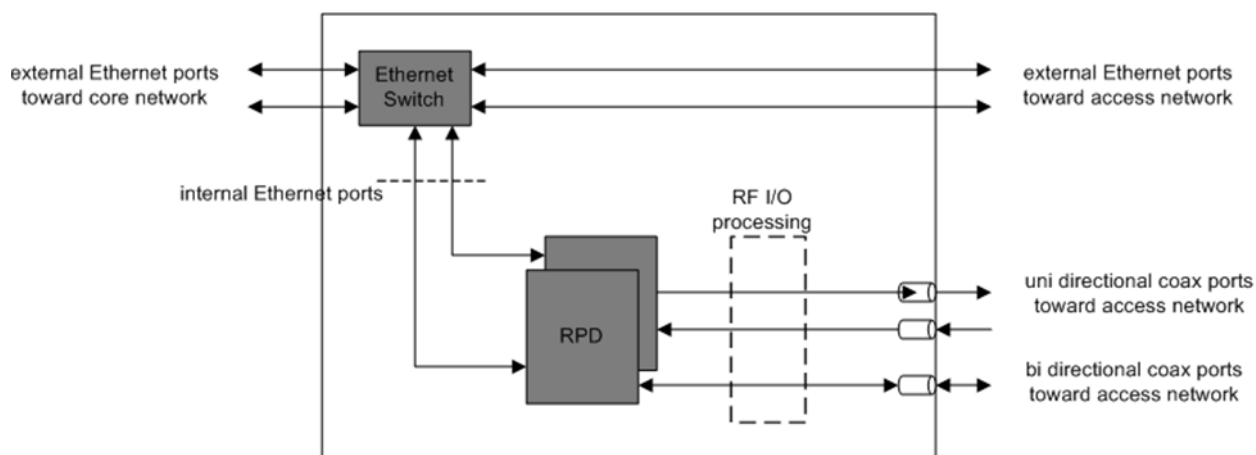 external Ethernet ports
toward core network
Ethernet
Switch
external Ethernet ports
toward access network
internal Ethernet ports
RF I/O
processing
uni directional coax ports
toward access network
RPD
bi directional coax ports
toward access network